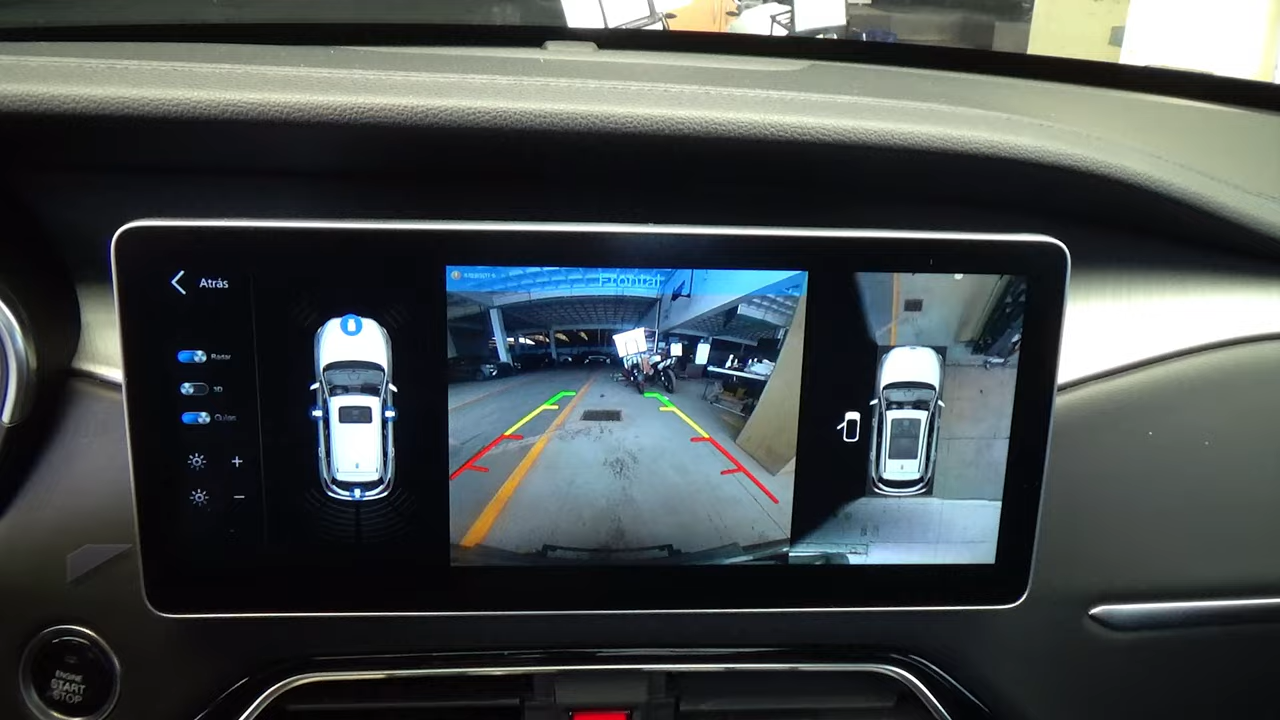 Atrás
Frontal
Radar
3D
Guías
+
-
ENGINE
START
STOP